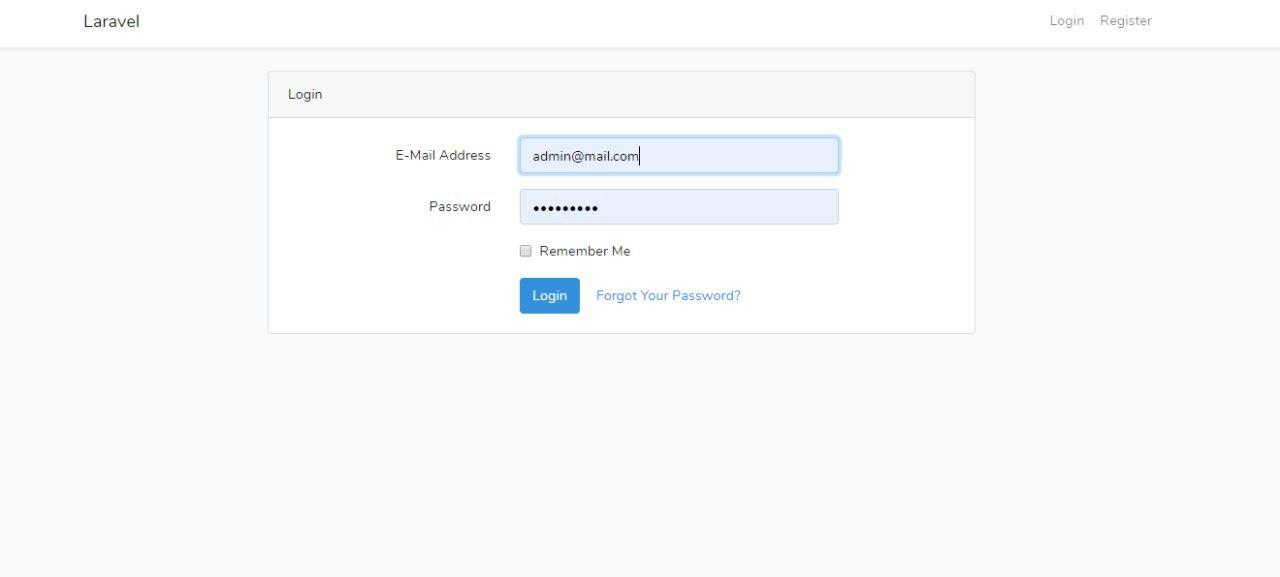 Laravel
Login Register
Login
E-Mail Address admin@mail.com
Password •••••••••
Remember Me
Login Forgot Your Password?